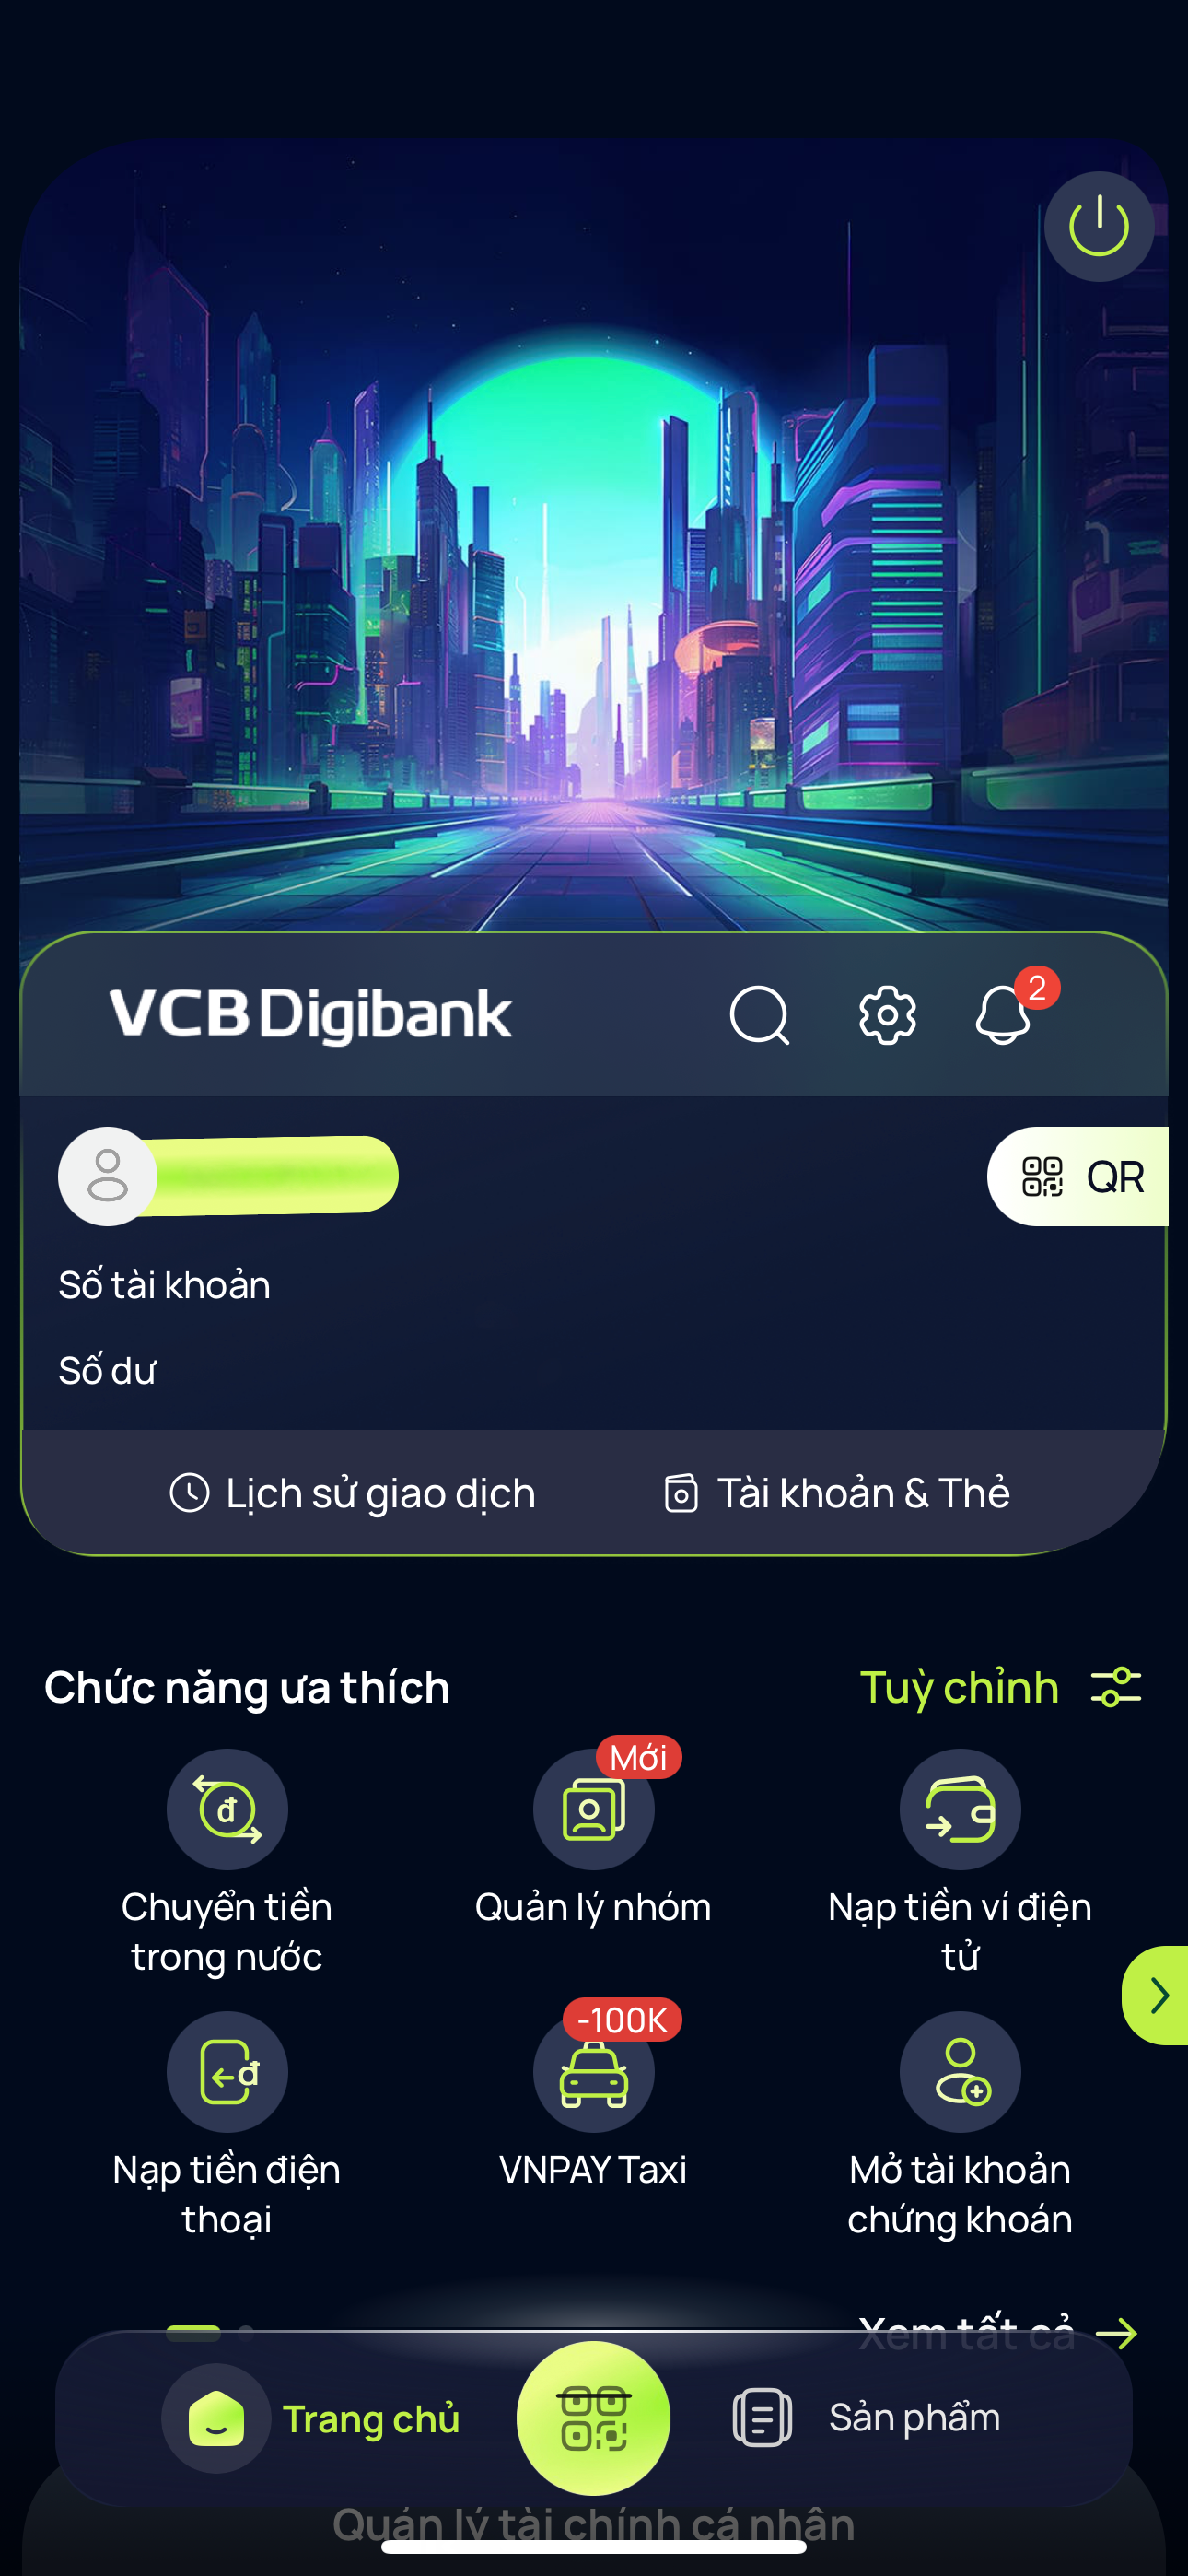 VCB Digibank
2
QR
Số tài khoản
Số dư
Lịch sử giao dịch
Tài khoản & Thẻ
Chức năng ưa thích
Tuỳ chỉnh
đ
Chuyển tiền
trong nước
Mới
Quản lý nhóm
Nạp tiền ví điện
tử
đ
Nạp tiền điện
thoại
-100K
VNPAY Taxi
Mở tài khoản
chứng khoán
Xem tất cả
Trang chủ
Sản phẩm
Quản lý tài chính cá nhân